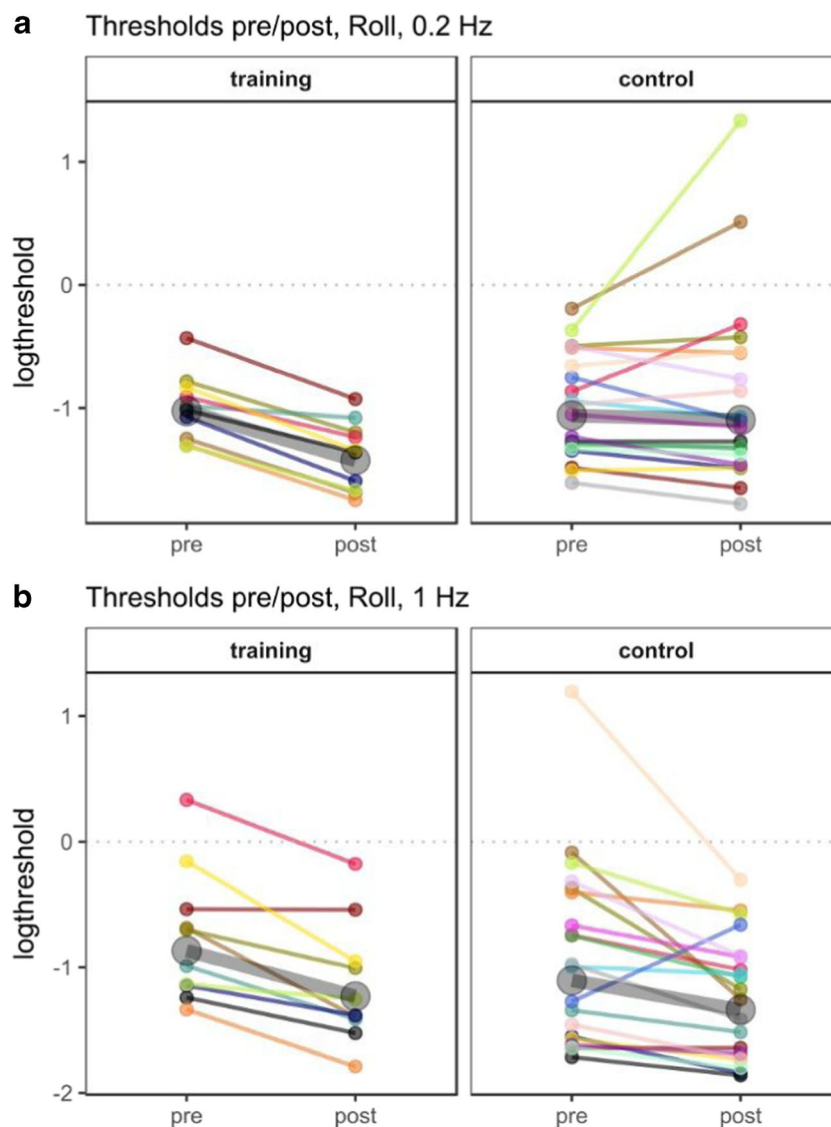 a Thresholds pre/post, Roll, 0.2 Hz
training control
logthreshold
1
0
-1
pre post pre post
b Thresholds pre/post, Roll, 1 Hz
training control
logthreshold
1
0
-1
-2
pre post pre post